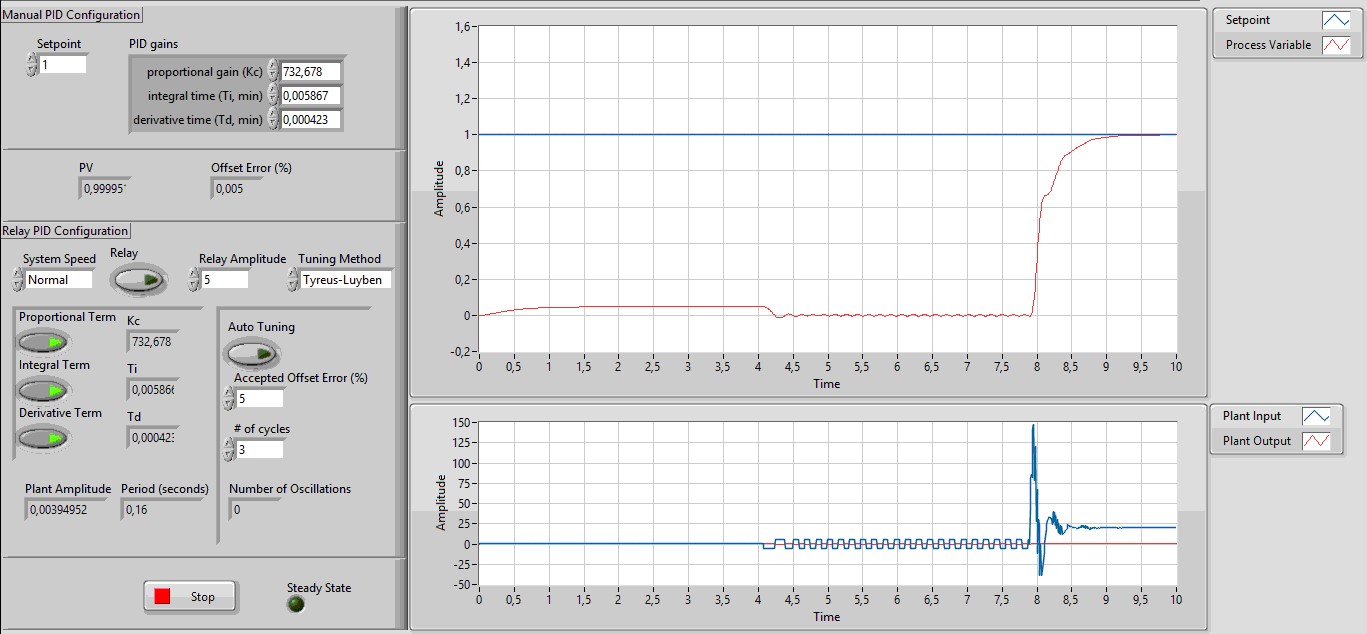 Manual PID Configuration
Setpoint
1
PID gains
proportional gain (Kc) 732,678
integral time (Ti, min) 0,005867
derivative time (Td, min) 0,000423
PV
0,99995
Offset Error (%)
0,005
Relay PID Configuration
System Speed
Normal
Relay
Relay Amplitude
5
Tuning Method
Tyreus-Luyben
Proportional Term
Kc
732,678
Integral Term
Ti
0,005866
Derivative Term
Td
0,000423
Plant Amplitude
0,00394952
Period (seconds)
0,16
Auto Tuning
Accepted Offset Error (%)
5
# of cycles
3
Number of Oscillations
0
Stop
Steady State
Amplitude
1,6
1,4
1,2
1
0,8
0,6
0,4
0,2
0
-0,2
0 0,5 1 1,5 2 2,5 3 3,5 4 4,5 5 5,5 6 6,5 7 7,5 8 8,5 9 9,5 10
Time
Setpoint
Process Variable
Amplitude
150
125
100
75
50
25
0
-25
-50
0 0,5 1 1,5 2 2,5 3 3,5 4 4,5 5 5,5 6 6,5 7 7,5 8 8,5 9 9,5 10
Time
Plant Input
Plant Output